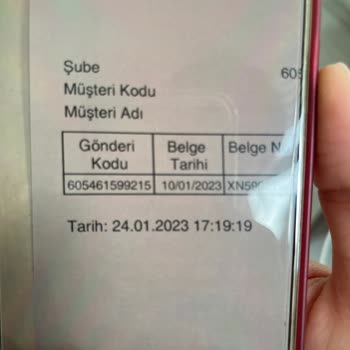 Şube
Müşteri Kodu
Müşteri Adı
Gönderi Kodu Belge Tarihi Belge
605461599215 10/01/2023
Tarih: 24.01.2023 17:19:19